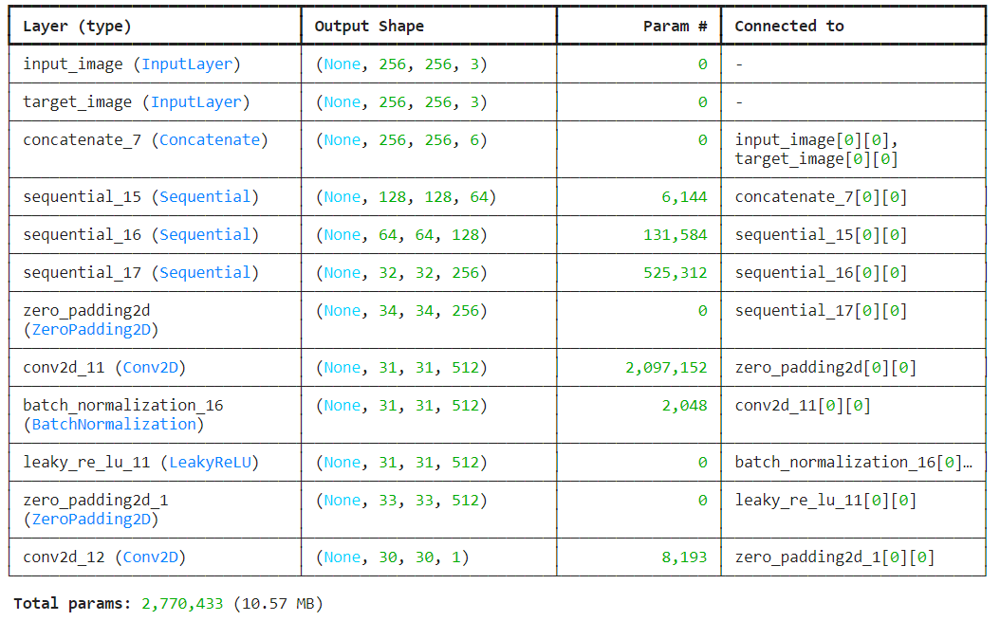 Layer (type) Output Shape Param # Connected to
input_image (InputLayer) (None, 256, 256, 3) 0 -
target_image (InputLayer) (None, 256, 256, 3) 0 -
concatenate_7 (Concatenate) (None, 256, 256, 6) 0 input_image[0][0],
target_image[0][0]
sequential_15 (Sequential) (None, 128, 128, 64) 6,144 concatenate_7[0][0]
sequential_16 (Sequential) (None, 64, 64, 128) 131,584 sequential_15[0][0]
sequential_17 (Sequential) (None, 32, 32, 256) 525,312 sequential_16[0][0]
zero_padding2d (None, 34, 34, 256) 0 sequential_17[0][0]
(ZeroPadding2D)
conv2d_11 (Conv2D) (None, 31, 31, 512) 2,097,152 zero_padding2d[0][0]
batch_normalization_16 (None, 31, 31, 512) 2,048 conv2d_11[0][0]
(BatchNormalization)
leaky_re_lu_11 (LeakyReLU) (None, 31, 31, 512) 0 batch_normalization_16[0]…
zero_padding2d_1 (None, 33, 33, 512) 0 leaky_re_lu_11[0][0]
(ZeroPadding2D)
conv2d_12 (Conv2D) (None, 30, 30, 1) 8,193 zero_padding2d_1[0][0]
Total params: 2,770,433 (10.57 MB)